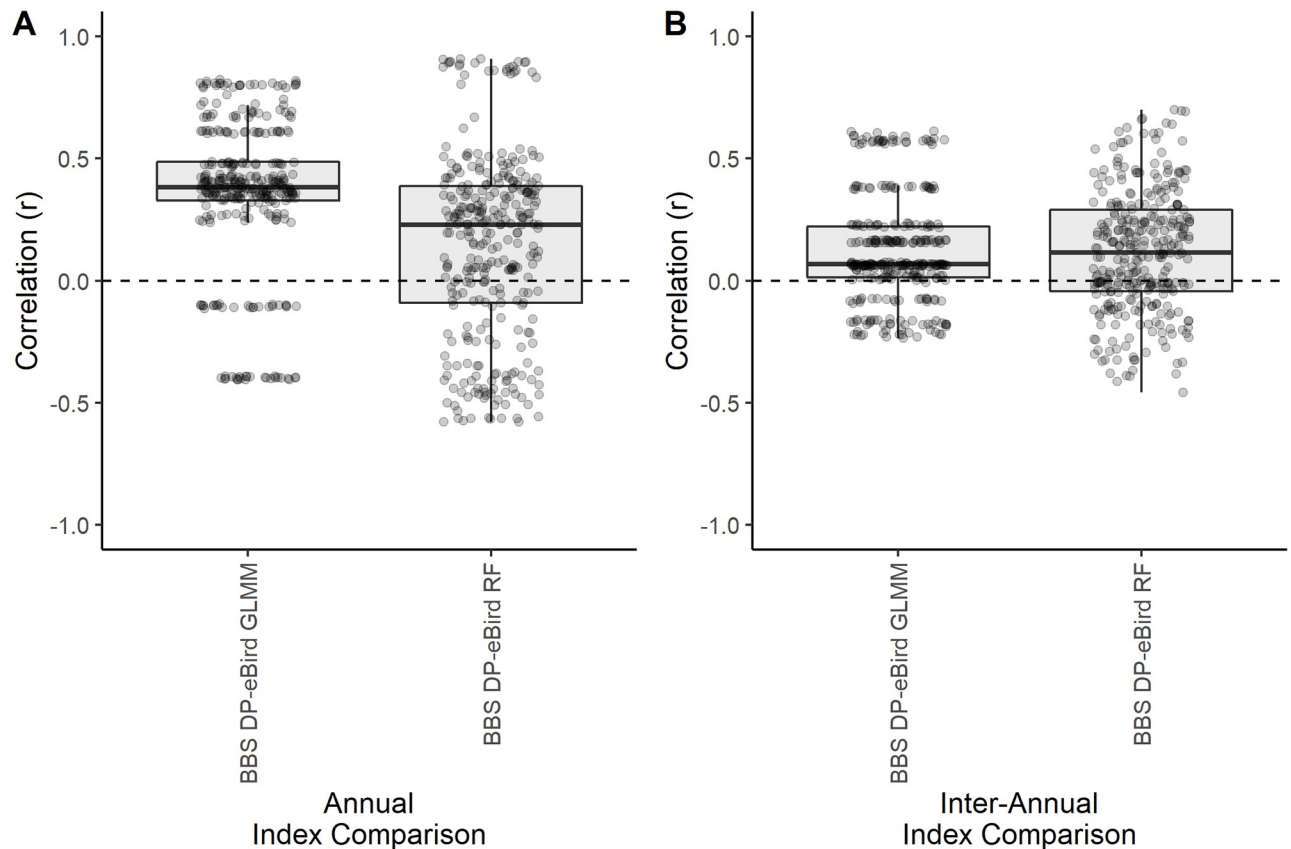 A
Correlation (r)
1.0
0.5
0.0
-0.5
-1.0
BBS DP-eBird GLMM
BBS DP-eBird RF
Annual
Index Comparison
B
Correlation (r)
1.0
0.5
0.0
-0.5
-1.0
BBS DP-eBird GLMM
BBS DP-eBird RF
Inter-Annual
Index Comparison